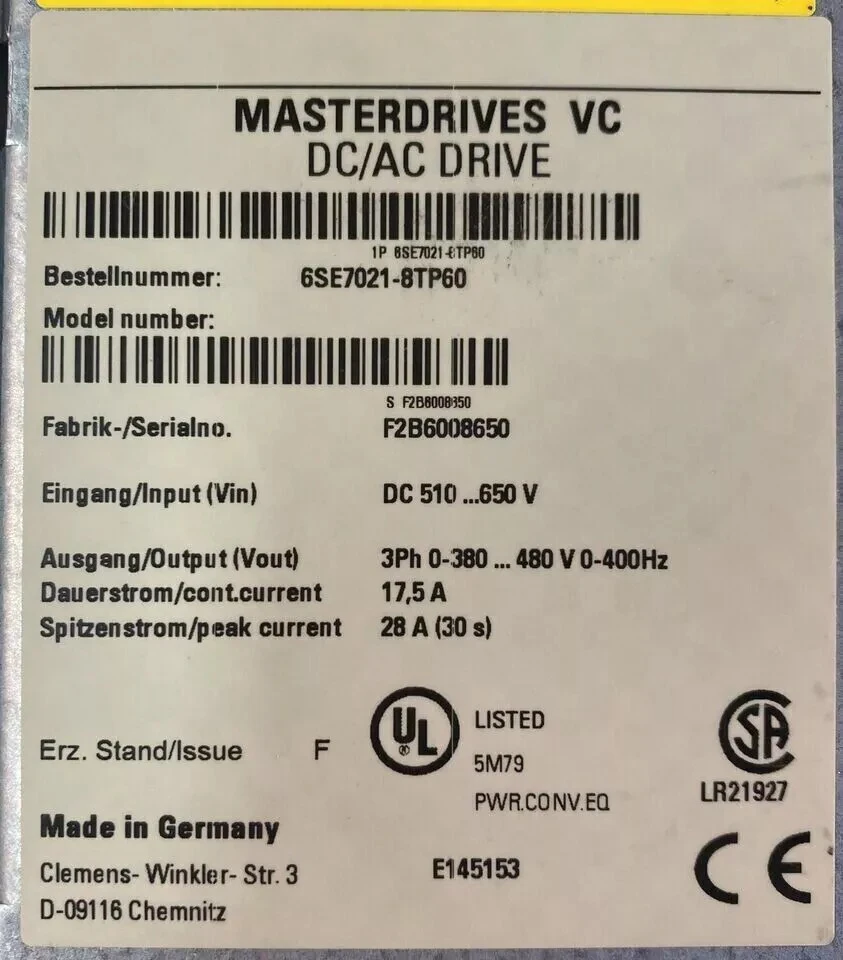 MASTERDRIVES VC
DC/AC DRIVE
1P 6SE7021-8TP60
Bestellnummer: 6SE7021-8TP60
Model number:
S F2B6008650
Fabrik-/Serialno. F2B6008650
Eingang/Input (Vin) DC 510 ...650 V
Ausgang/Output (Vout) 3Ph 0-380 ... 480 V 0-400Hz
Dauerstrom/cont.current 17,5 A
Spitzenstrom/peak current 28 A (30 s)
UL ® LISTED
5M79
PWR.CONV.EQ
SA
LR21927
Erz. Stand/Issue F
Made in Germany
Clemens- Winkler- Str. 3
D-09116 Chemnitz
E145153
CE